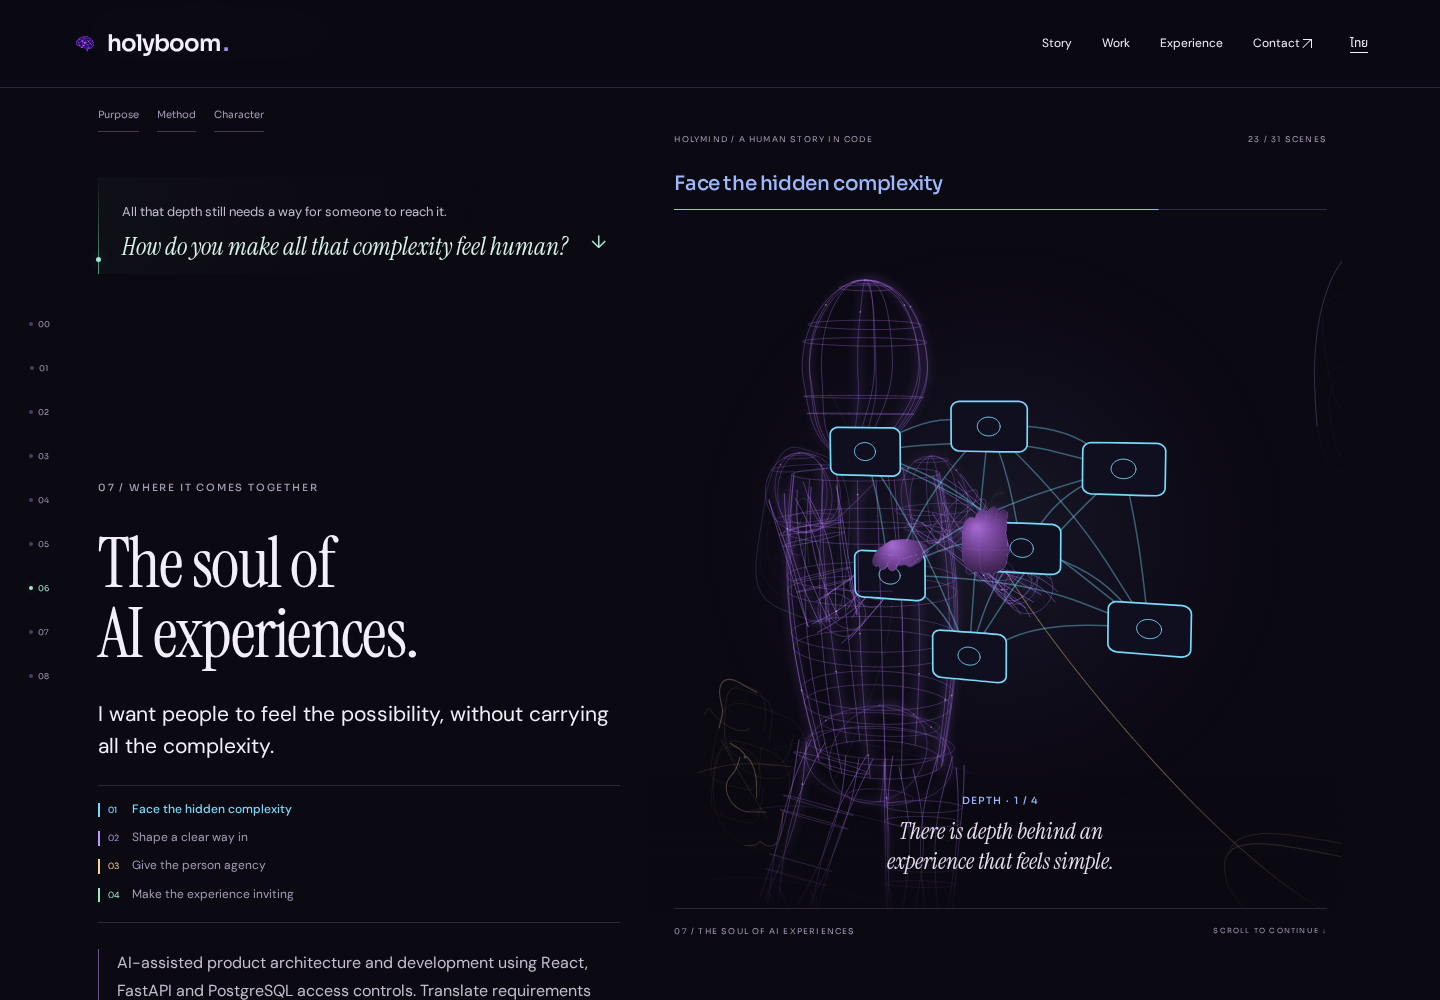 holyboom.
Story
Work
Experience
Contact
ไทย
Purpose
Method
Character
All that depth still needs a way for someone to reach it.
How do you make all that complexity feel human?
00
01
02
03
04
05
06
07
08
07 / WHERE IT COMES TOGETHER
The soul of
AI experiences.
I want people to feel the possibility, without carrying
all the complexity.
01 Face the hidden complexity
02 Shape a clear way in
03 Give the person agency
04 Make the experience inviting
AI-assisted product architecture and development using React,
FastAPI and PostgreSQL access controls. Translate requirements
HOLYMIND / A HUMAN STORY IN CODE
23 / 31 SCENES
Face the hidden complexity
DEPTH · 1 / 4
There is depth behind an
experience that feels simple.
07 / THE SOUL OF AI EXPERIENCES
SCROLL TO CONTINUE ↓